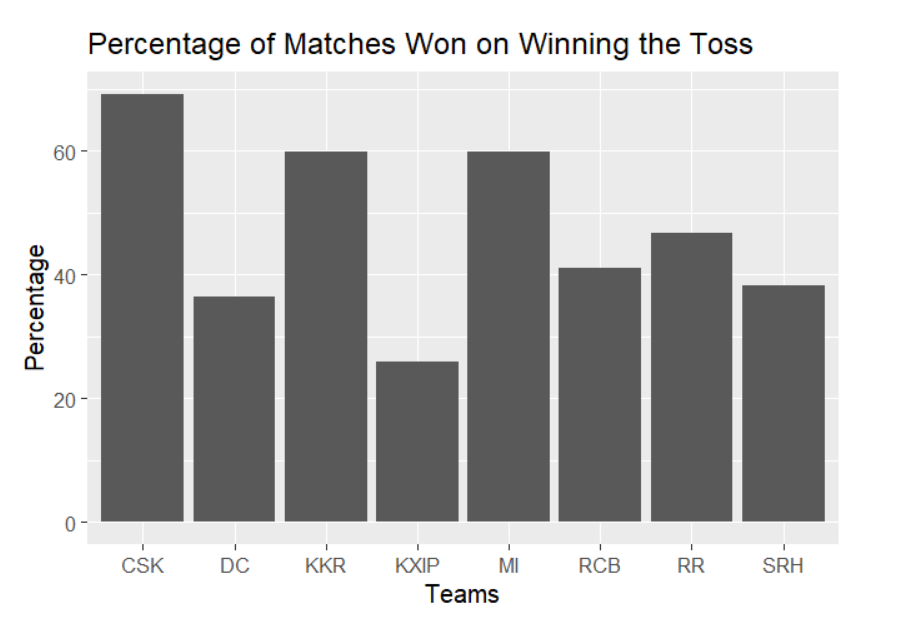 Percentage of Matches Won on Winning the Toss
Percentage
60
40
20
0
CSK DC KKR KXIP MI RCB RR SRH
Teams